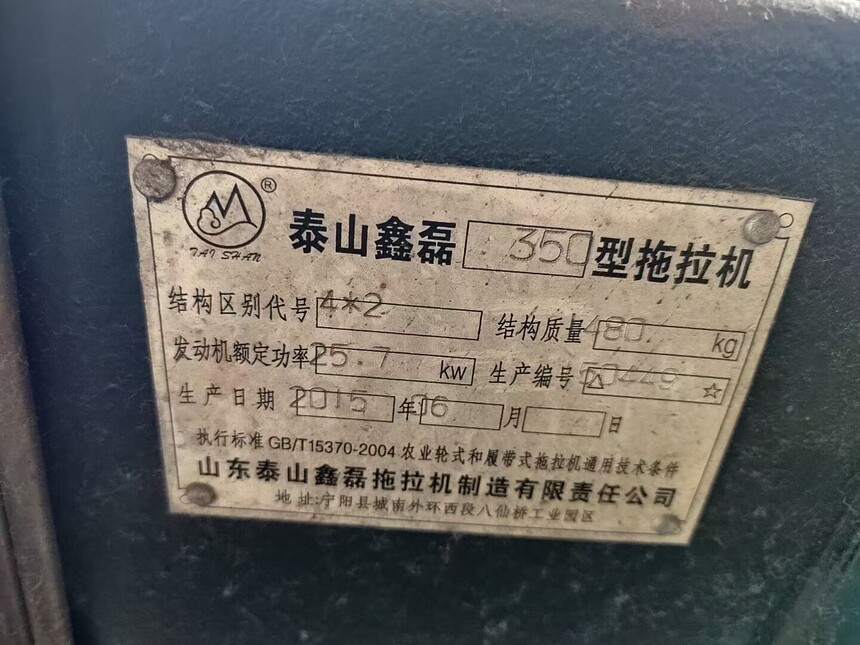 ®
TAI SHAN
泰山鑫磊 350 型拖拉机
结构区别代号 4*2 结构质量 1480 kg
发动机额定功率 25.7 kw 生产编号 △50449 ☆
生产日期 2015 年 06 月 日
执行标准 GB/T15370-2004 农业轮式和履带式拖拉机通用技术条件
山东泰山鑫磊拖拉机制造有限责任公司
地址:宁阳县城南外环西段八仙桥工业园区